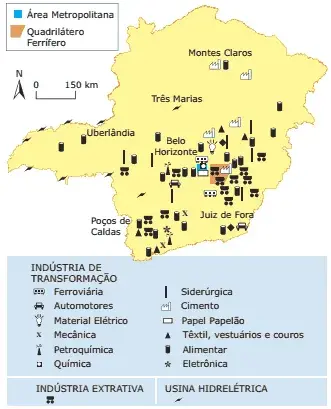 Área Metropolitana
Quadrilátero
Ferrífero
N
0 150 km
Montes Claros
Três Marias
Uberlândia
Belo
Horizonte
Juiz de Fora
Poços de
Caldas
INDÚSTRIA DE
TRANSFORMAÇÃO
Ferroviária
Siderúrgica
Automotores
Cimento
Material Elétrico
Papel Papelão
Mecânica
Têxtil, vestuários e couros
Petroquímica
Alimentar
Química
Eletrônica
INDÚSTRIA EXTRATIVA
USINA HIDRELÉTRICA